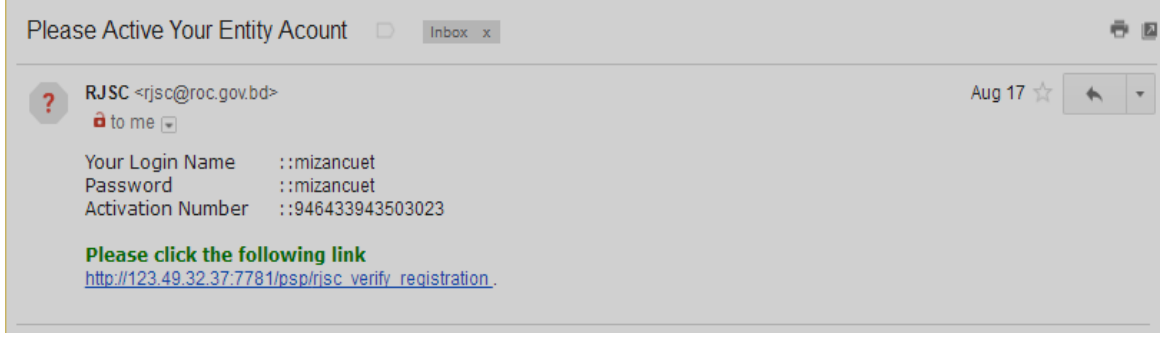 Please Active Your Entity Acount
Inbox x
RJSC <rjsc@roc.gov.bd>
Aug 17
to me
Your Login Name ::mizancuet
Password ::mizancuet
Activation Number ::946433943503023
Please click the following link
http://123.49.32.37:7781/psp/rjsc_verify_registration .